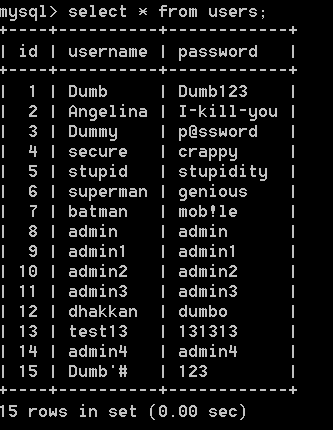 mysql> select * from users;
+----+----------+------------+
| id | username | password   |
+----+----------+------------+
|  1 | Dumb     | Dumb123    |
|  2 | Angelina | I-kill-you |
|  3 | Dummy    | p@ssword   |
|  4 | secure   | crappy     |
|  5 | stupid   | stupidity  |
|  6 | superman | genious    |
|  7 | batman   | mob!le     |
|  8 | admin    | admin      |
|  9 | admin1   | admin1     |
| 10 | admin2   | admin2     |
| 11 | admin3   | admin3     |
| 12 | dhakkan  | dumbo      |
| 13 | test13   | 131313     |
| 14 | admin4   | admin4     |
| 15 | Dumb'#   | 123        |
+----+----------+------------+
15 rows in set (0.00 sec)